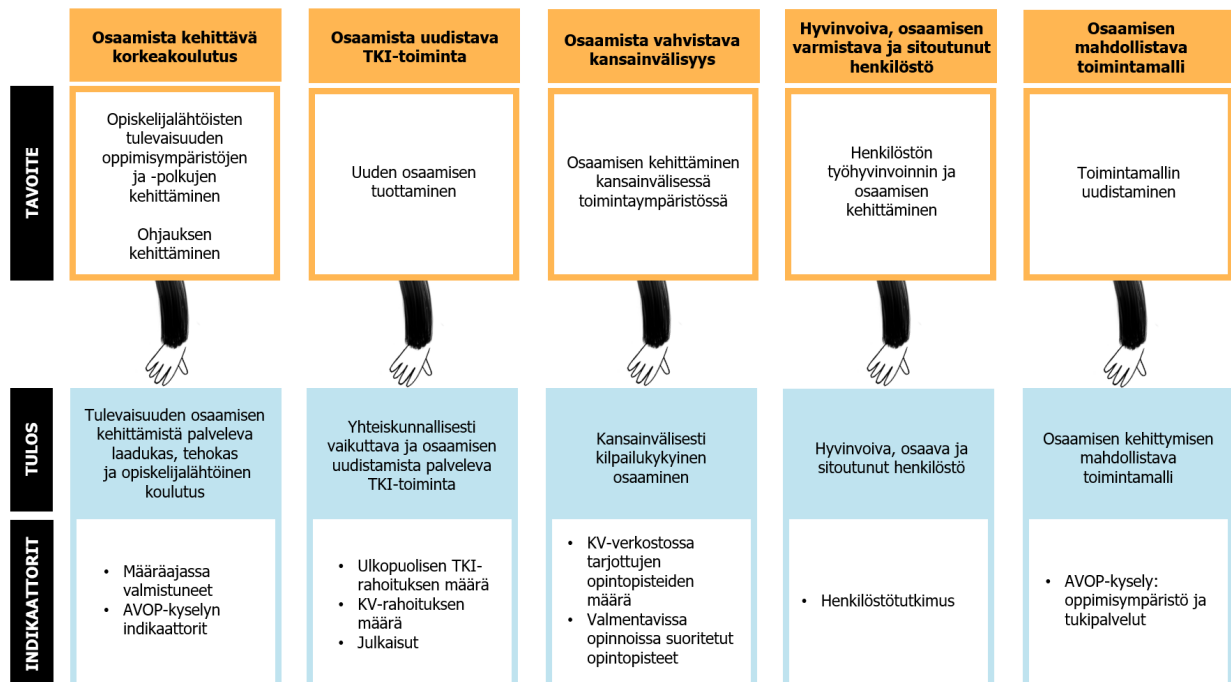 Osaamista kehittävä
korkeakoulutus
Osaamista uudistava
TKI-toiminta
Osaamista vahvistava
kansainvälisyys
Hyvinvoiva, osaamisen
varmistava ja sitoutunut
henkilöstö
Osaamisen
mahdollistava
toimintamalli
TAVOITE
Opiskelijalähtöisten
tulevaisuuden
oppimisympäristöjen
ja -polkujen
kehittäminen
Ohjauksen
kehittäminen
Uuden osaamisen
tuottaminen
Osaamisen kehittäminen
kansainvälisessä
toimintaympäristössä
Henkilöstön
työhyvinvoinnin ja
osaamisen
kehittäminen
Toimintamallin
uudistaminen
TULOS
Tulevaisuuden osaamisen
kehittämistä palveleva
laadukas, tehokas
ja opiskelijalähtöinen
koulutus
Yhteiskunnallisesti
vaikuttava ja osaamisen
uudistamista palveleva
TKI-toiminta
Kansainvälisesti
kilpailukykyinen
osaaminen
Hyvinvoiva, osaava ja
sitoutunut henkilöstö
Osaamisen kehittymisen
mahdollistava
toimintamalli
INDIKAATTORIT
• Määräajassa
valmistuneet
• AVOP-kyselyn
indikaattorit
• Ulkopuolisen TKI-
rahoituksen määrä
• KV-rahoituksen
määrä
• Julkaisut
• KV-verkostossa
tarjottujen
opintopisteiden
määrä
• Valmentavissa
opinnoissa suoritetut
opintopisteet
• Henkilöstötutkimus
• AVOP-kysely:
oppimisympäristö ja
tukipalvelut